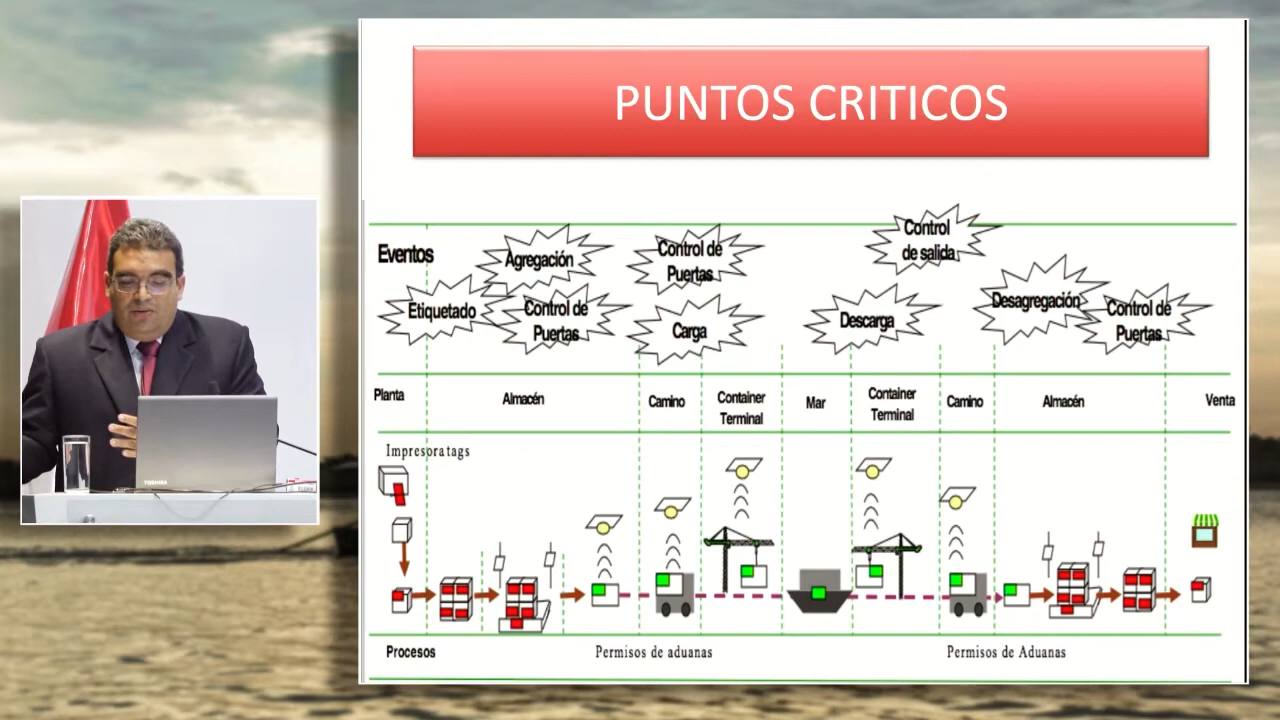 PUNTOS CRITICOS
Eventos
Etiquetado
Agregación
Control de
Puertas
Control de
Puertas
Carga
Descarga
Control
de salida
Desagregación
Control de
Puertas
Planta
Almacén
Camino
Container
Terminal
Mar
Container
Terminal
Camino
Almacén
Venta
Impresora tags
Procesos
Permisos de aduanas
Permisos de Aduanas
TOSHIBA